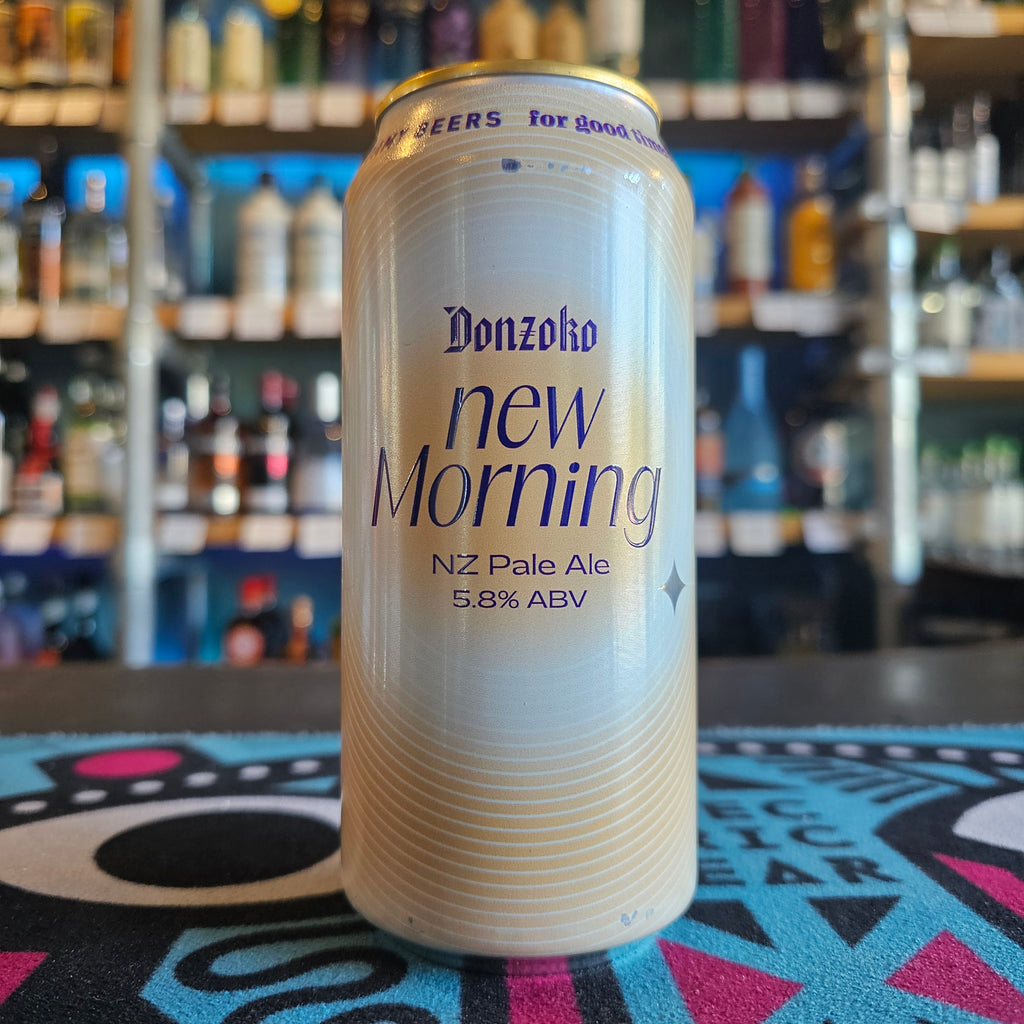 BEERS for good
Donzoko
new
Morning
NZ Pale Ale
5.8% ABV